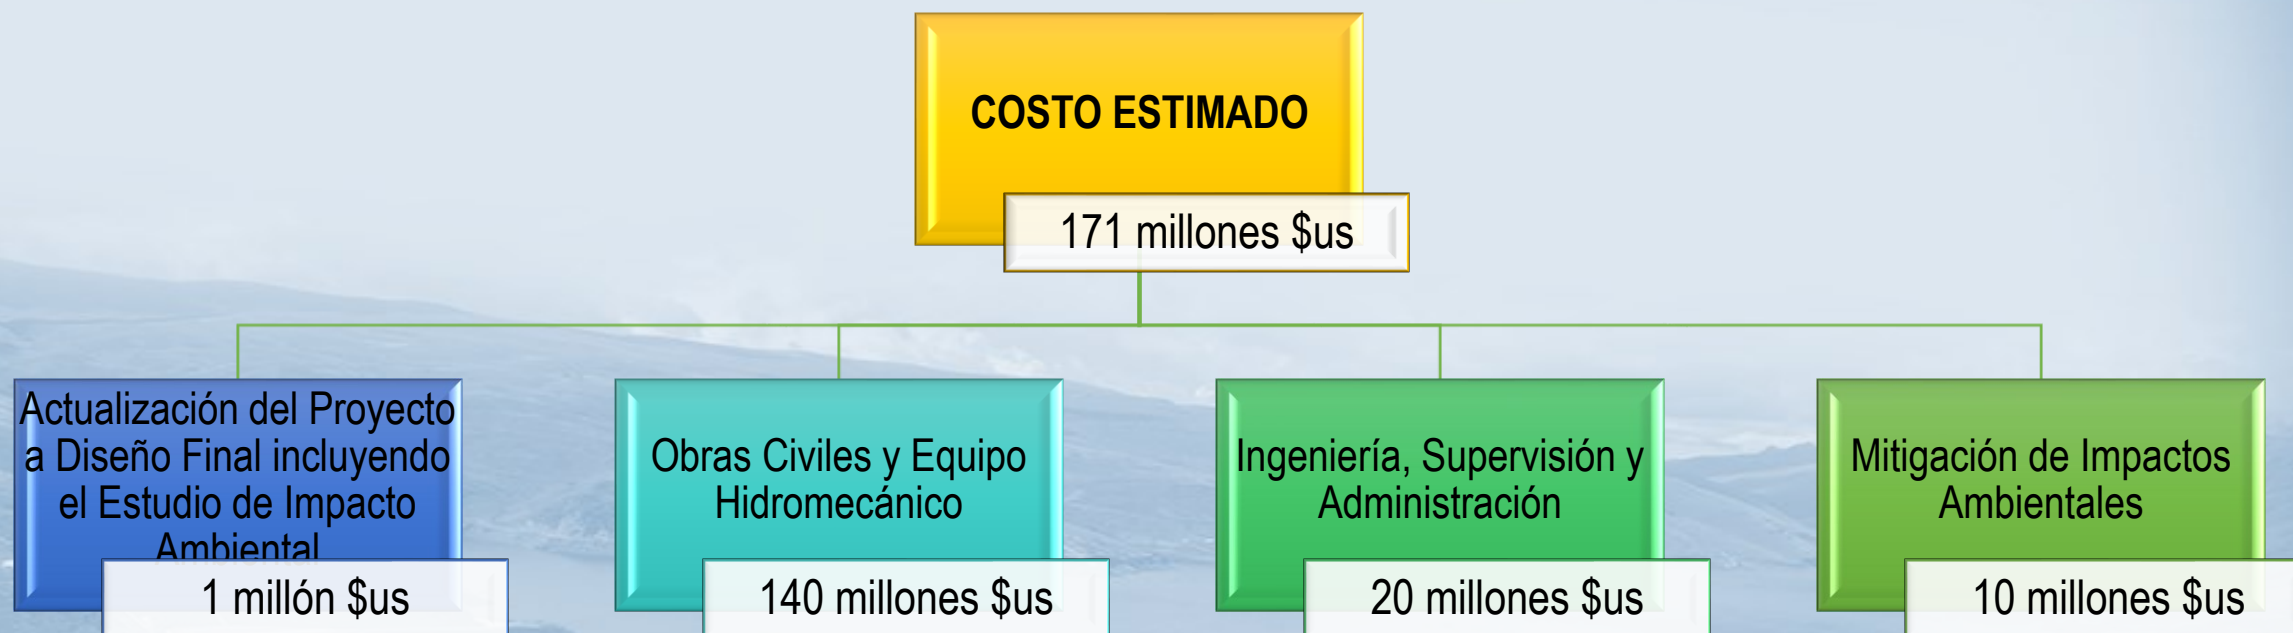 COSTO ESTIMADO
171 millones $us
Actualización del Proyecto
a Diseño Final incluyendo
el Estudio de Impacto
Ambiental
1 millón $us
Obras Civiles y Equipo
Hidromecánico
140 millones $us
Ingeniería, Supervisión y
Administración
20 millones $us
Mitigación de Impactos
Ambientales
10 millones $us